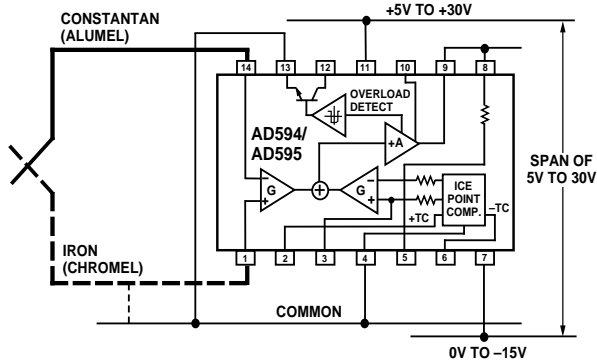 CONSTANTAN
(ALUMEL)
+5V TO +30V
14
13
12
11
10
9
8
OVERLOAD
DETECT
AD594/
AD595
+A
–
G
+
+
G
–
+
ICE
POINT
COMP.
–TC
+TC
SPAN OF
5V TO 30V
IRON
(CHROMEL)
1
2
3
4
5
6
7
COMMON
0V TO –15V